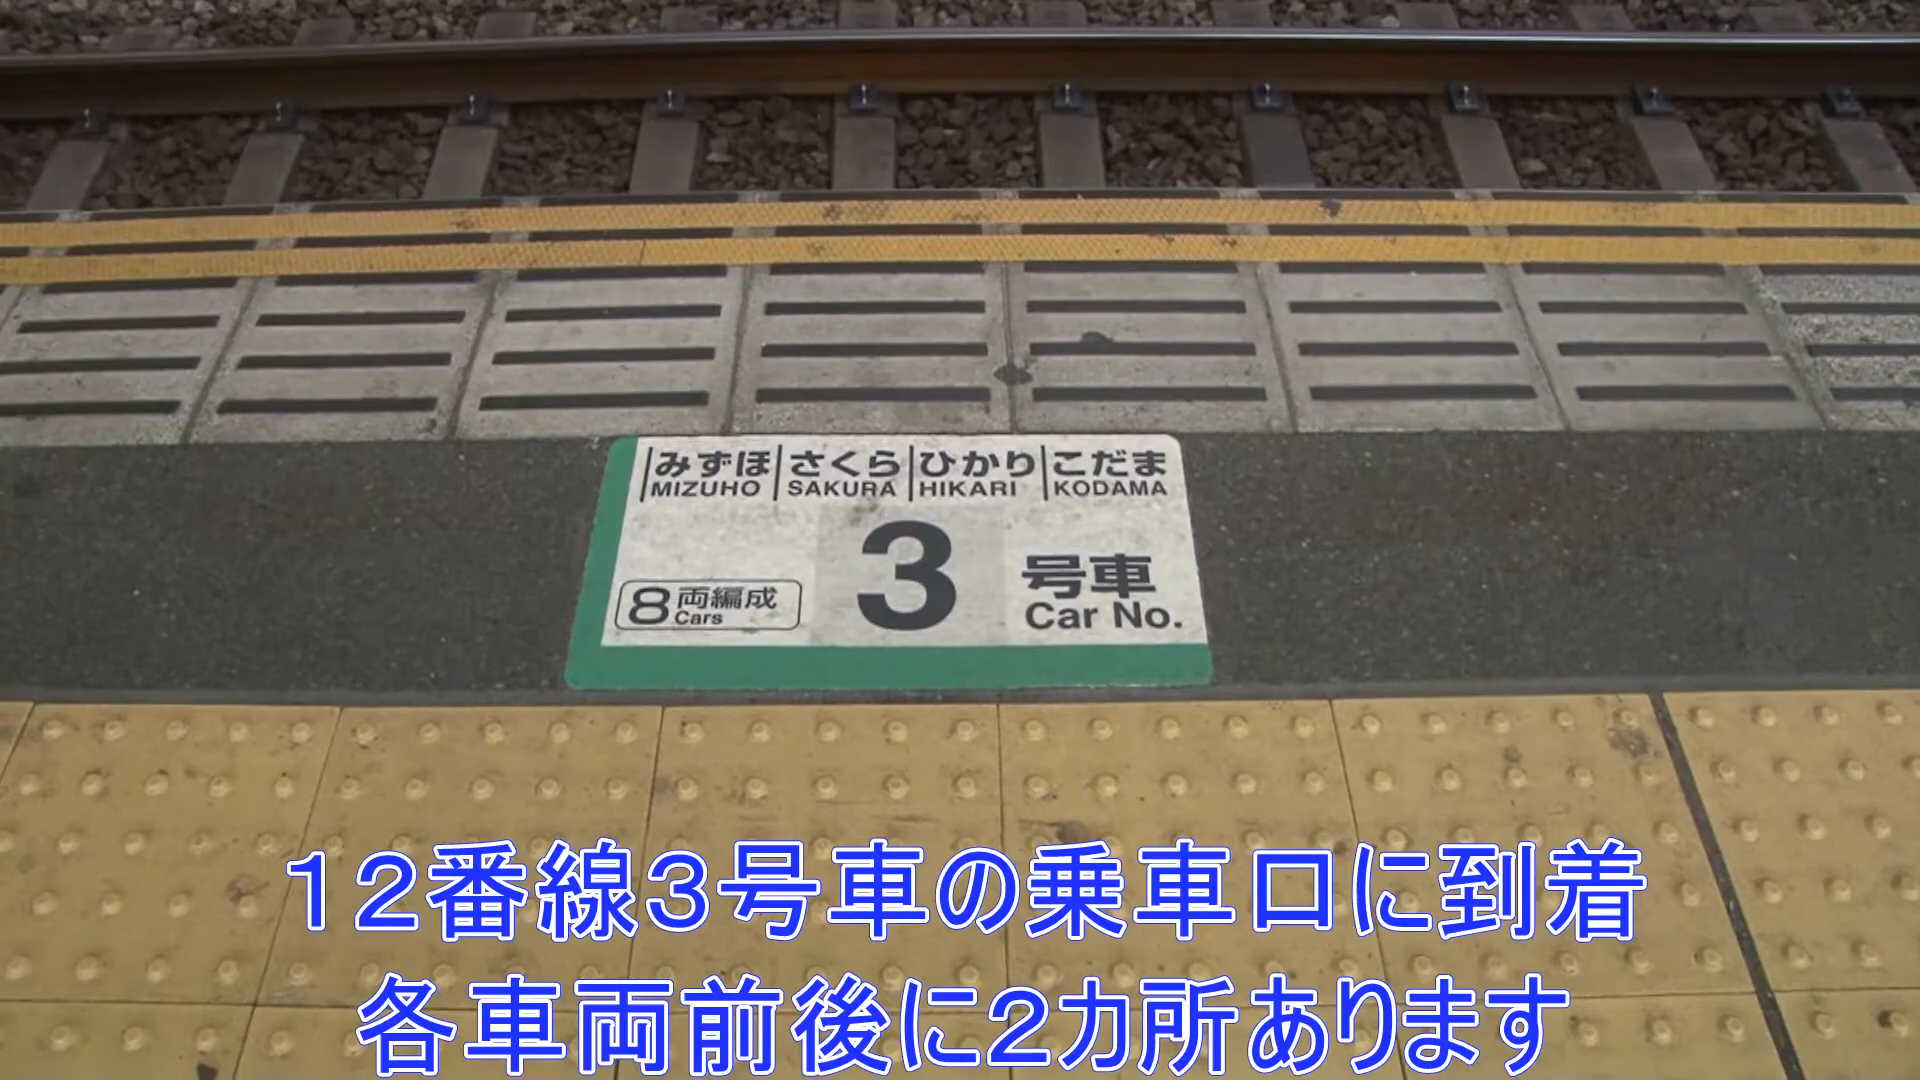 みずほ さくら ひかり こだま
MIZUHO SAKURA HIKARI KODAMA
3 号車
Car No.
8 両編成
Cars
12番線3号車の乗車口に到着
各車両前後に2カ所あります